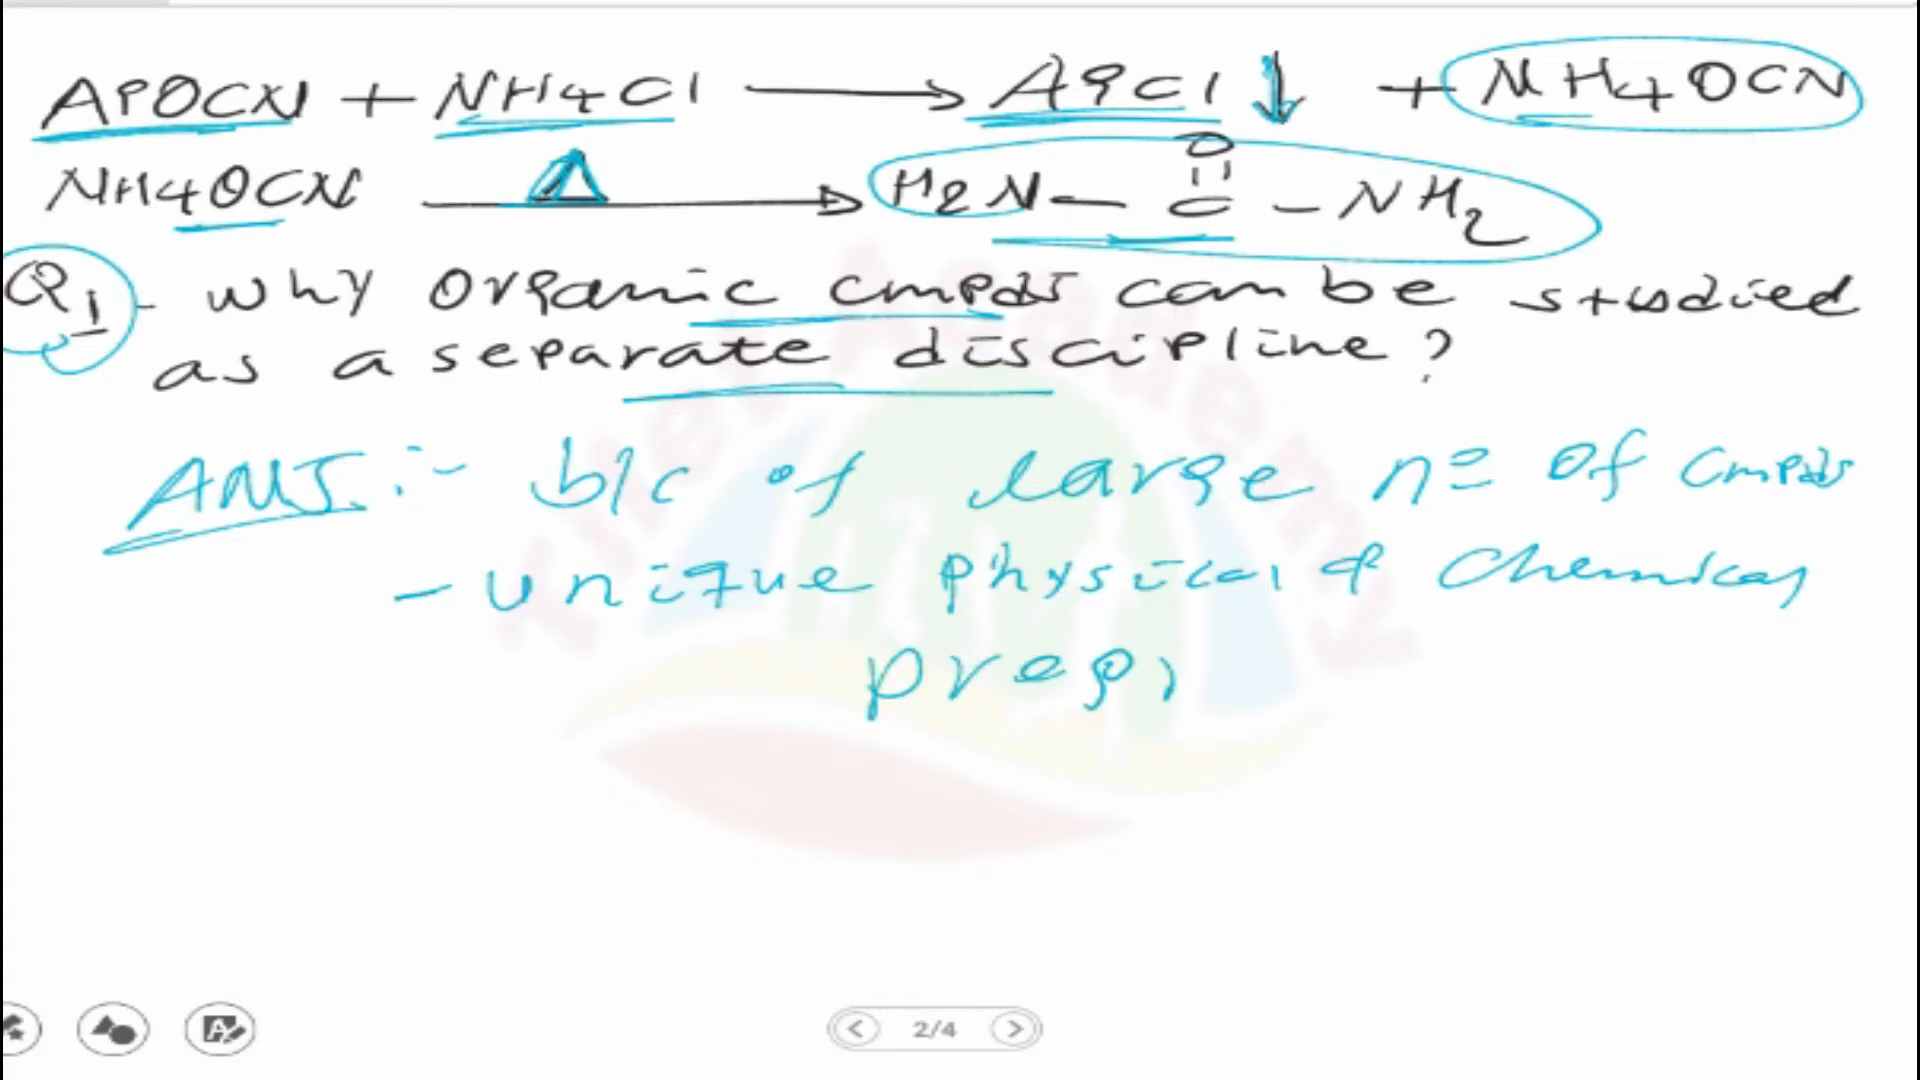 AgOCN + NH4Cl → AgCl ↓ + NH4OCN
O
NH4OCN Δ → H2N - C - NH2
Q1 - why organic cmpds can be studied
as a separate discipline?
ANS :- b/c of large nº of cmpds
- unique physical & chemical
prop,
2/4